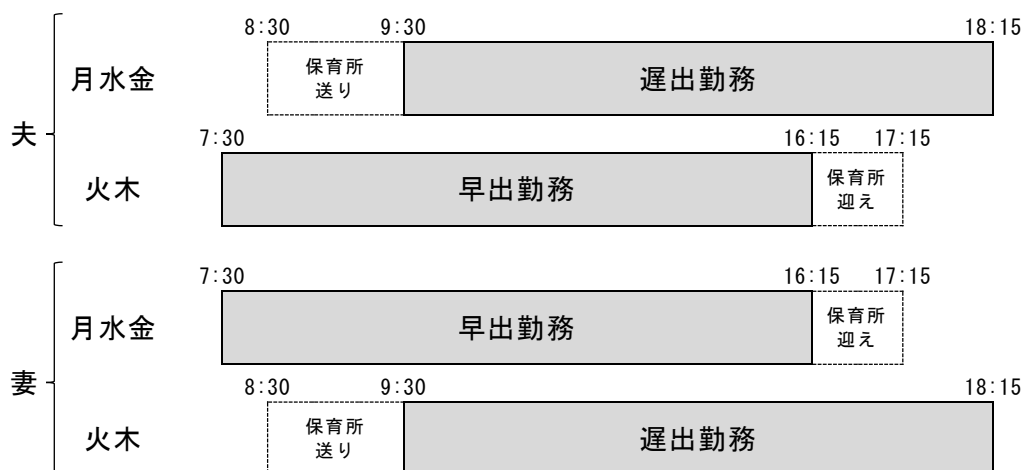 夫
月水金
8:30 9:30 18:15
保育所
送り
遅出勤務
火木
7:30 16:15 17:15
早出勤務
保育所
迎え
妻
月水金
7:30 16:15 17:15
早出勤務
保育所
迎え
火木
8:30 9:30 18:15
保育所
送り
遅出勤務